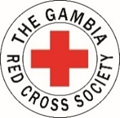 THE GAMBIA
RED CROSS SOCIETY